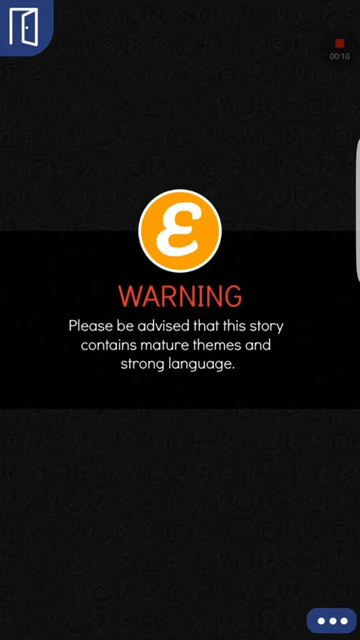 00:10
ε
WARNING
Please be advised that this story
contains mature themes and
strong language.